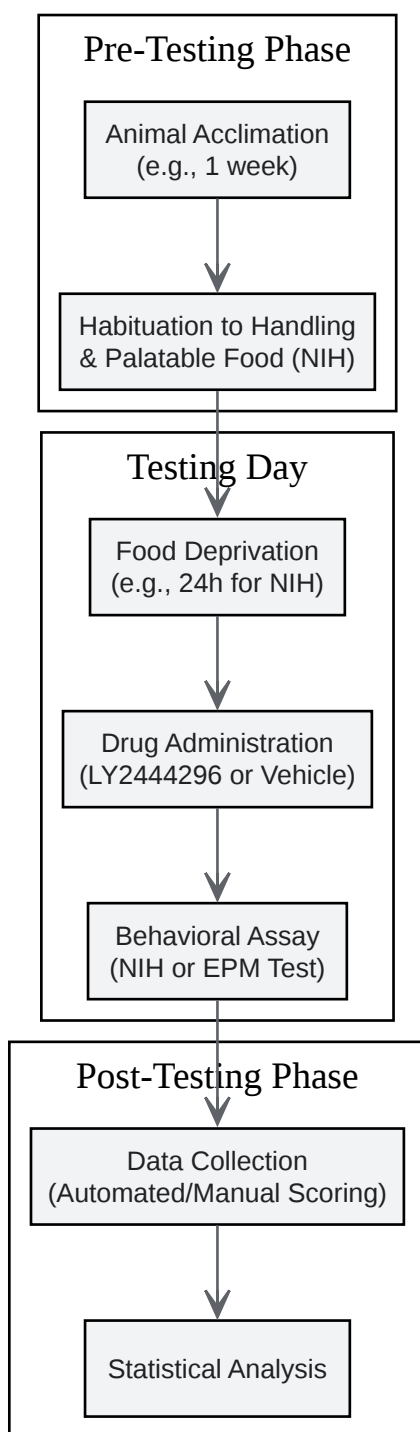 Pre-Testing Phase
Animal Acclimation
(e.g., 1 week)
Habituation to Handling
& Palatable Food (NIH)
Testing Day
Food Deprivation
(e.g., 24h for NIH)
Drug Administration
(LY2444296 or Vehicle)
Behavioral Assay
(NIH or EPM Test)
Post-Testing Phase
Data Collection
(Automated/Manual Scoring)
Statistical Analysis